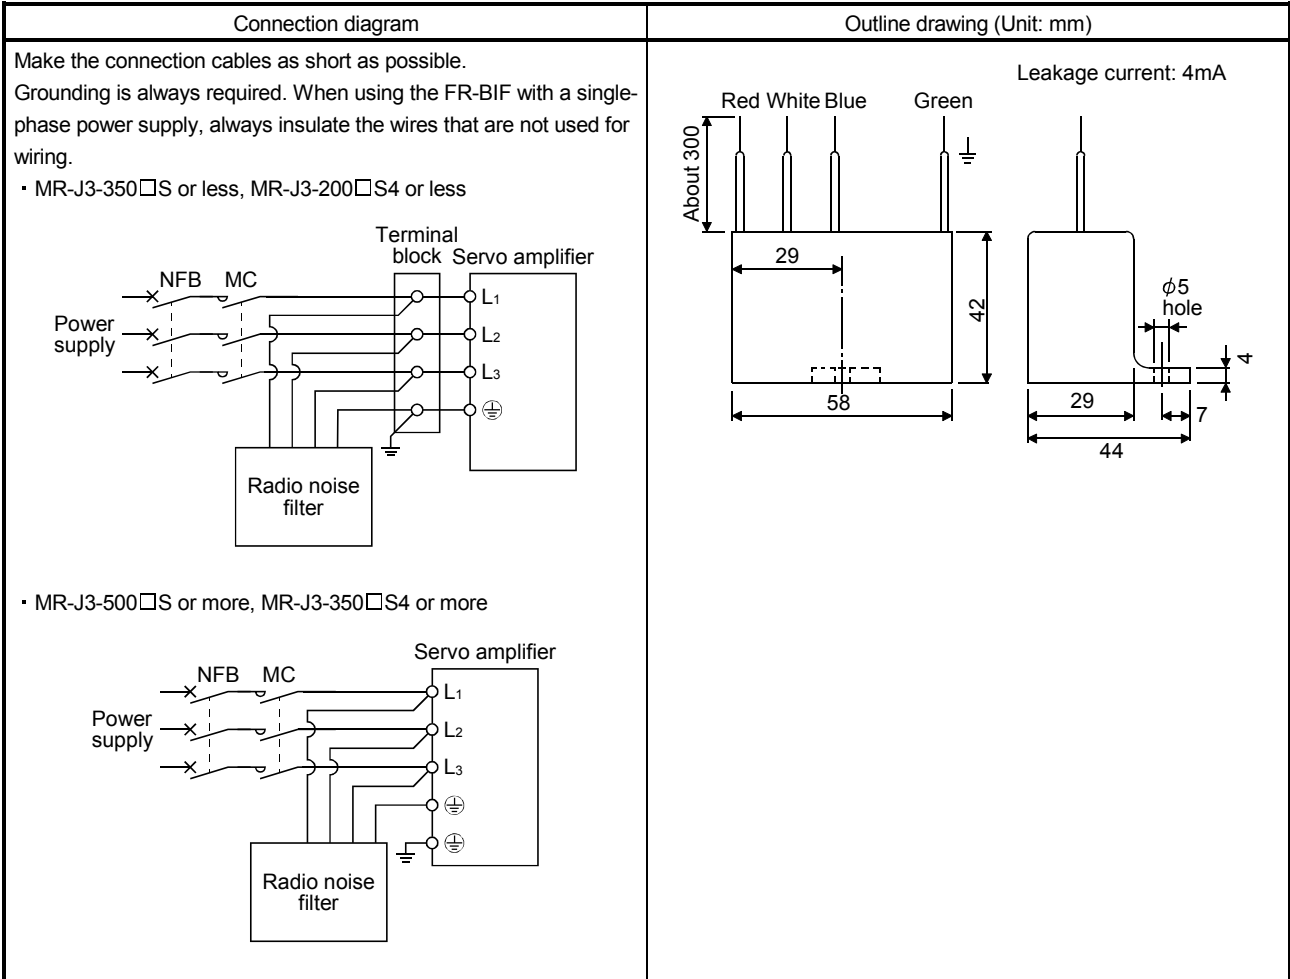 Connection diagram
Make the connection cables as short as possible.
Grounding is always required. When using the FR-BIF with a single-
phase power supply, always insulate the wires that are not used for
wiring.
・MR-J3-350□S or less, MR-J3-200□S4 or less
Terminal
block
Servo amplifier
NFB
MC
Power
supply
L1
L2
L3
Radio noise
filter
・MR-J3-500□S or more, MR-J3-350□S4 or more
Servo amplifier
NFB
MC
Power
supply
L1
L2
L3
Radio noise
filter
Outline drawing (Unit: mm)
Leakage current: 4mA
Red White Blue
Green
About 300
29
42
58
φ5
hole
4
29
7
44